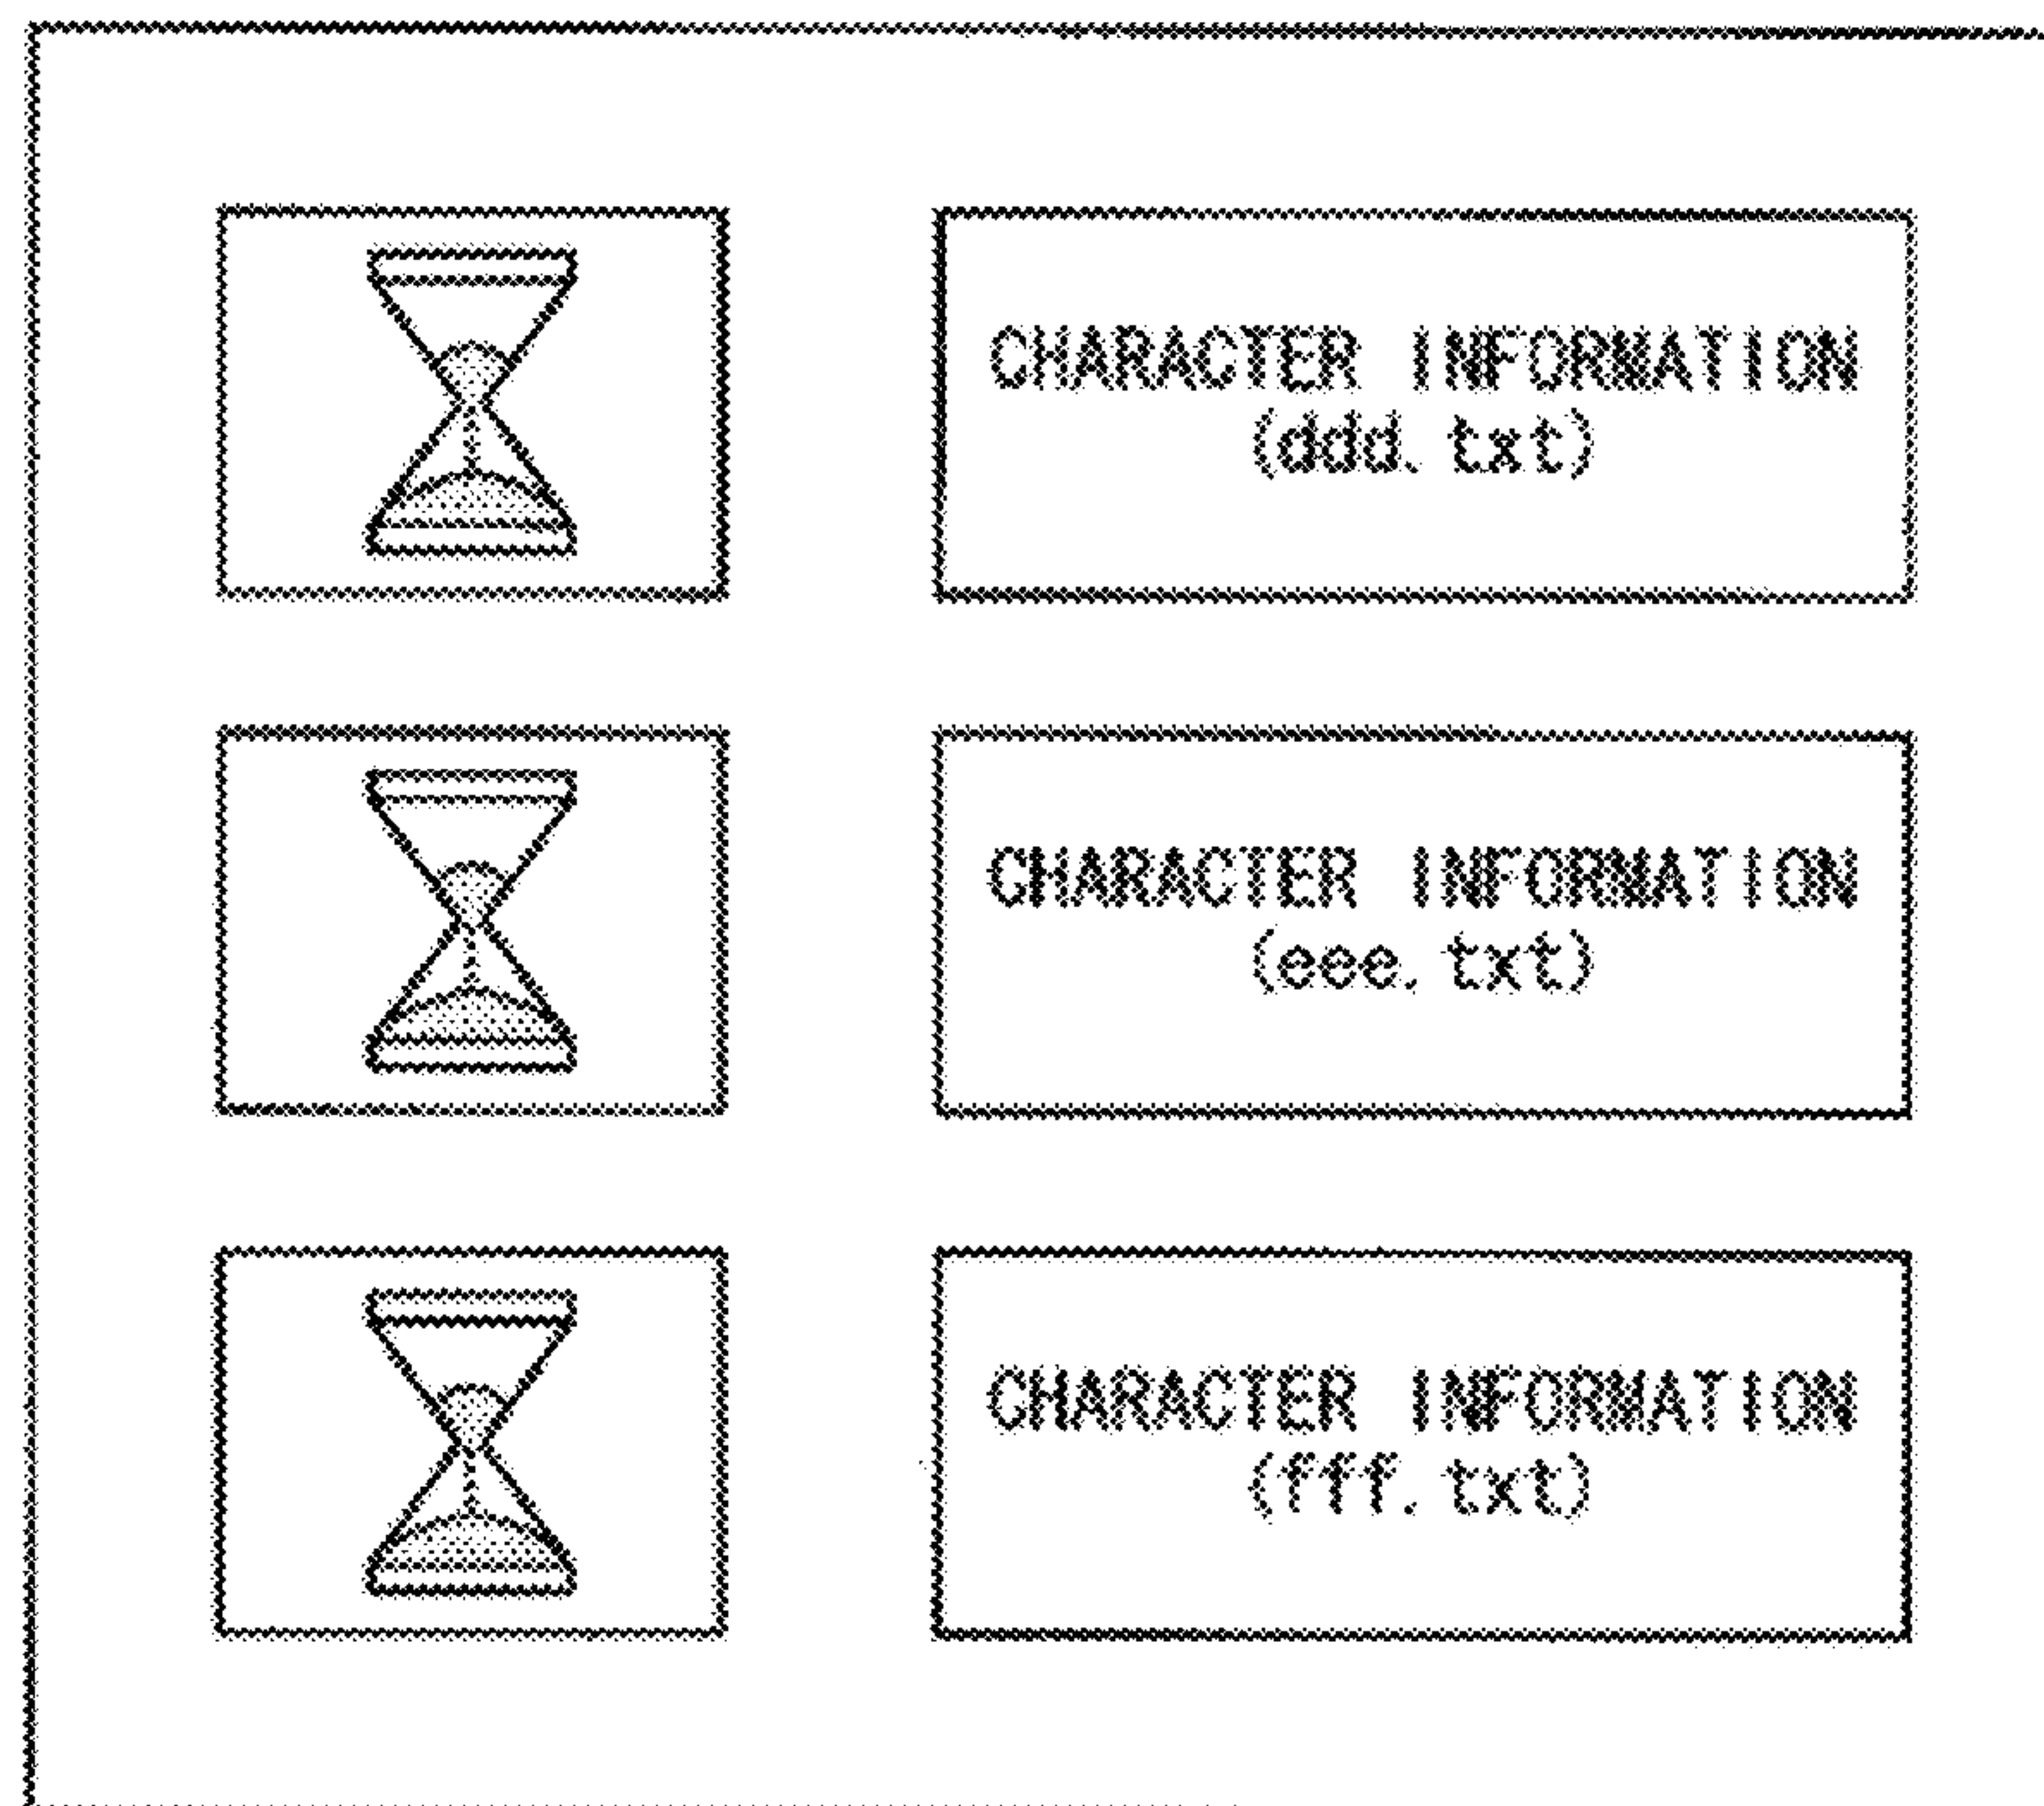 CHARACTER INFORMATION
(ddd. txt)
CHARACTER INFORMATION
(eee. txt)
CHARACTER INFORMATION
(fff. txt)